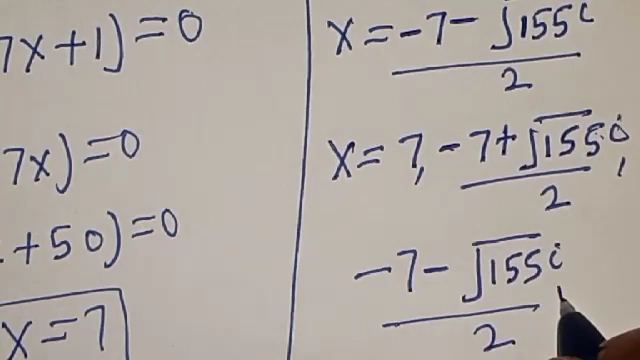 7x+1)=0
7x)=0
+50)=0
x=7
x=-7-√155i
2
x=7, -7+√155i,
2
-7-√155i
2